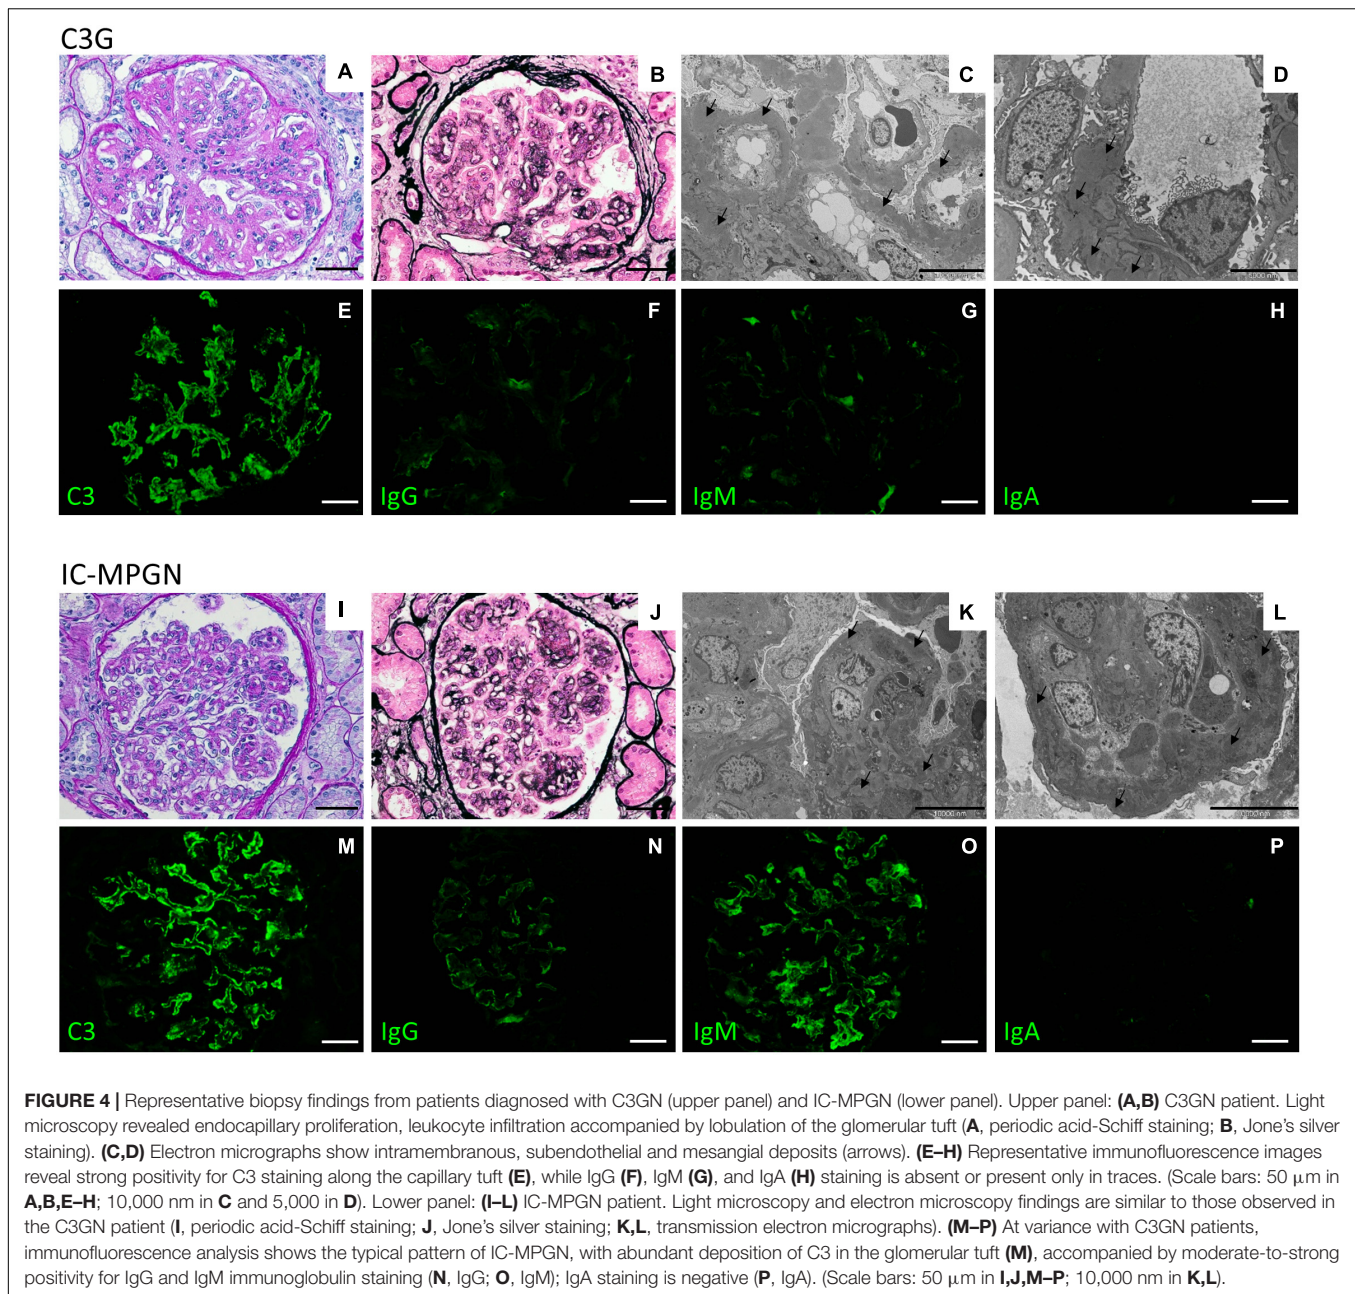 C3G
A
B
C
D
10,000 nm
5,000 nm
E
F
G
H
C3
IgG
IgM
IgA
IC-MPGN
I
J
K
L
10000 nm
M
N
O
P
C3
IgG
IgM
IgA
FIGURE 4 | Representative biopsy findings from patients diagnosed with C3GN (upper panel) and IC-MPGN (lower panel). Upper panel: (A,B) C3GN patient. Light
microscopy revealed endocapillary proliferation, leukocyte infiltration accompanied by lobulation of the glomerular tuft (A, periodic acid-Schiff staining; B, Jone's silver
staining). (C,D) Electron micrographs show intramembranous, subendothelial and mesangial deposits (arrows). (E–H) Representative immunofluorescence images
reveal strong positivity for C3 staining along the capillary tuft (E), while IgG (F), IgM (G), and IgA (H) staining is absent or present only in traces. (Scale bars: 50 μm in
A,B,E–H; 10,000 nm in C and 5,000 in D). Lower panel: (I–L) IC-MPGN patient. Light microscopy and electron microscopy findings are similar to those observed in
the C3GN patient (I, periodic acid-Schiff staining; J, Jone's silver staining; K,L, transmission electron micrographs). (M–P) At variance with C3GN patients,
immunofluorescence analysis shows the typical pattern of IC-MPGN, with abundant deposition of C3 in the glomerular tuft (M), accompanied by moderate-to-strong
positivity for IgG and IgM immunoglobulin staining (N, IgG; O, IgM); IgA staining is negative (P, IgA). (Scale bars: 50 μm in I,J,M–P; 10,000 nm in K,L).